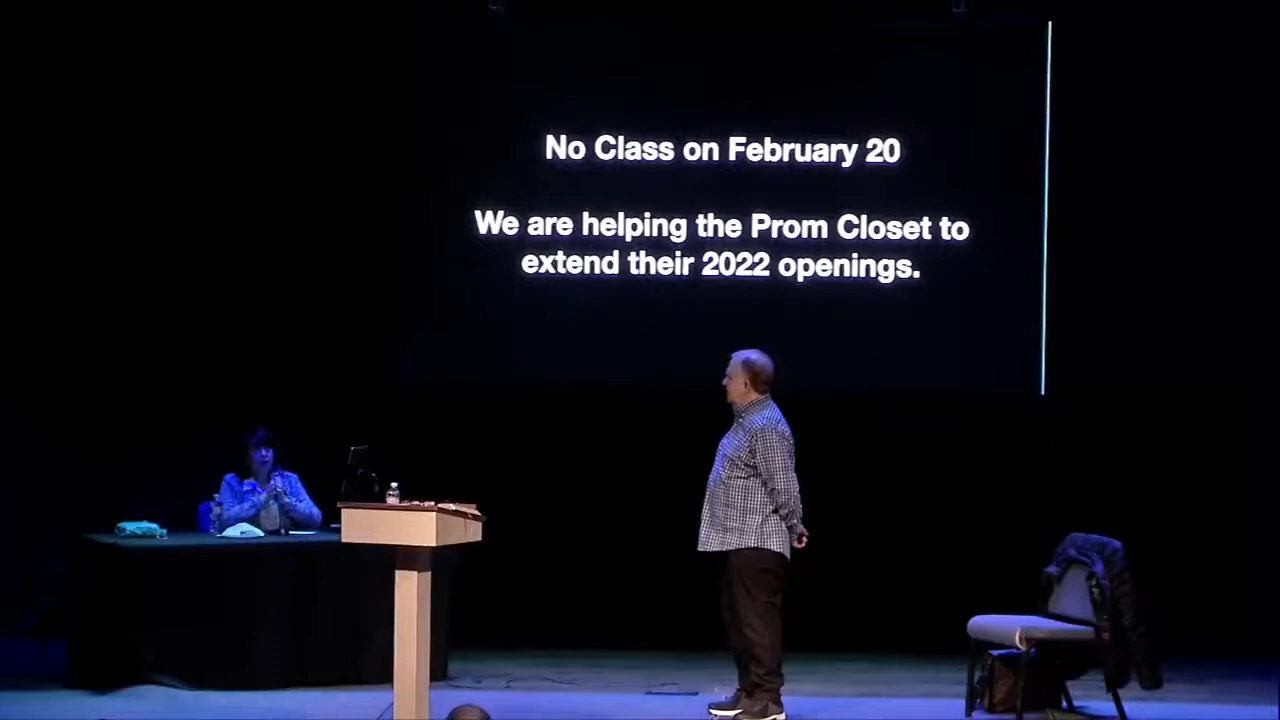 No Class on February 20
We are helping the Prom Closet to
extend their 2022 openings.